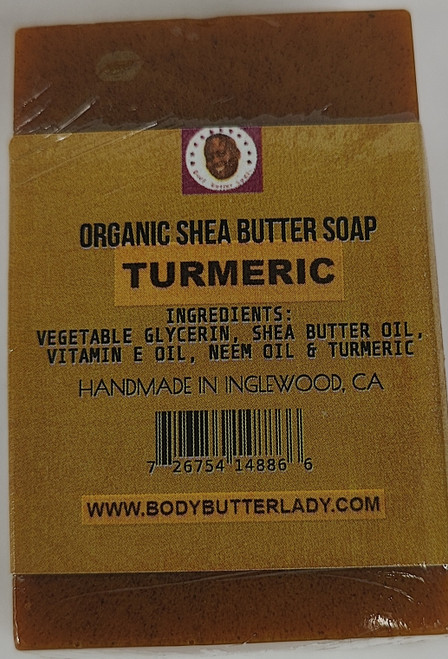 ORGANIC SHEA BUTTER SOAP
TURMERIC
INGREDIENTS:
VEGETABLE GLYCERIN, SHEA BUTTER OIL,
VITAMIN E OIL, NEEM OIL & TURMERIC
HANDMADE IN INGLEWOOD, CA
7 26754 14886 6
WWW.BODYBUTTERLADY.COM